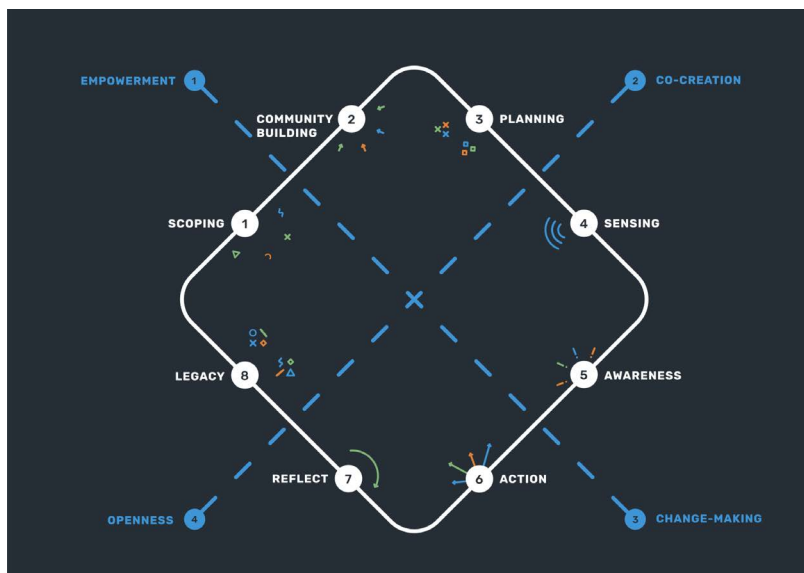 EMPOWERMENT 1
2 CO-CREATION
COMMUNITY
BUILDING
2
3 PLANNING
SCOPING 1
4 SENSING
LEGACY 8
5 AWARENESS
REFLECT 7
6 ACTION
OPENNESS 4
3 CHANGE-MAKING